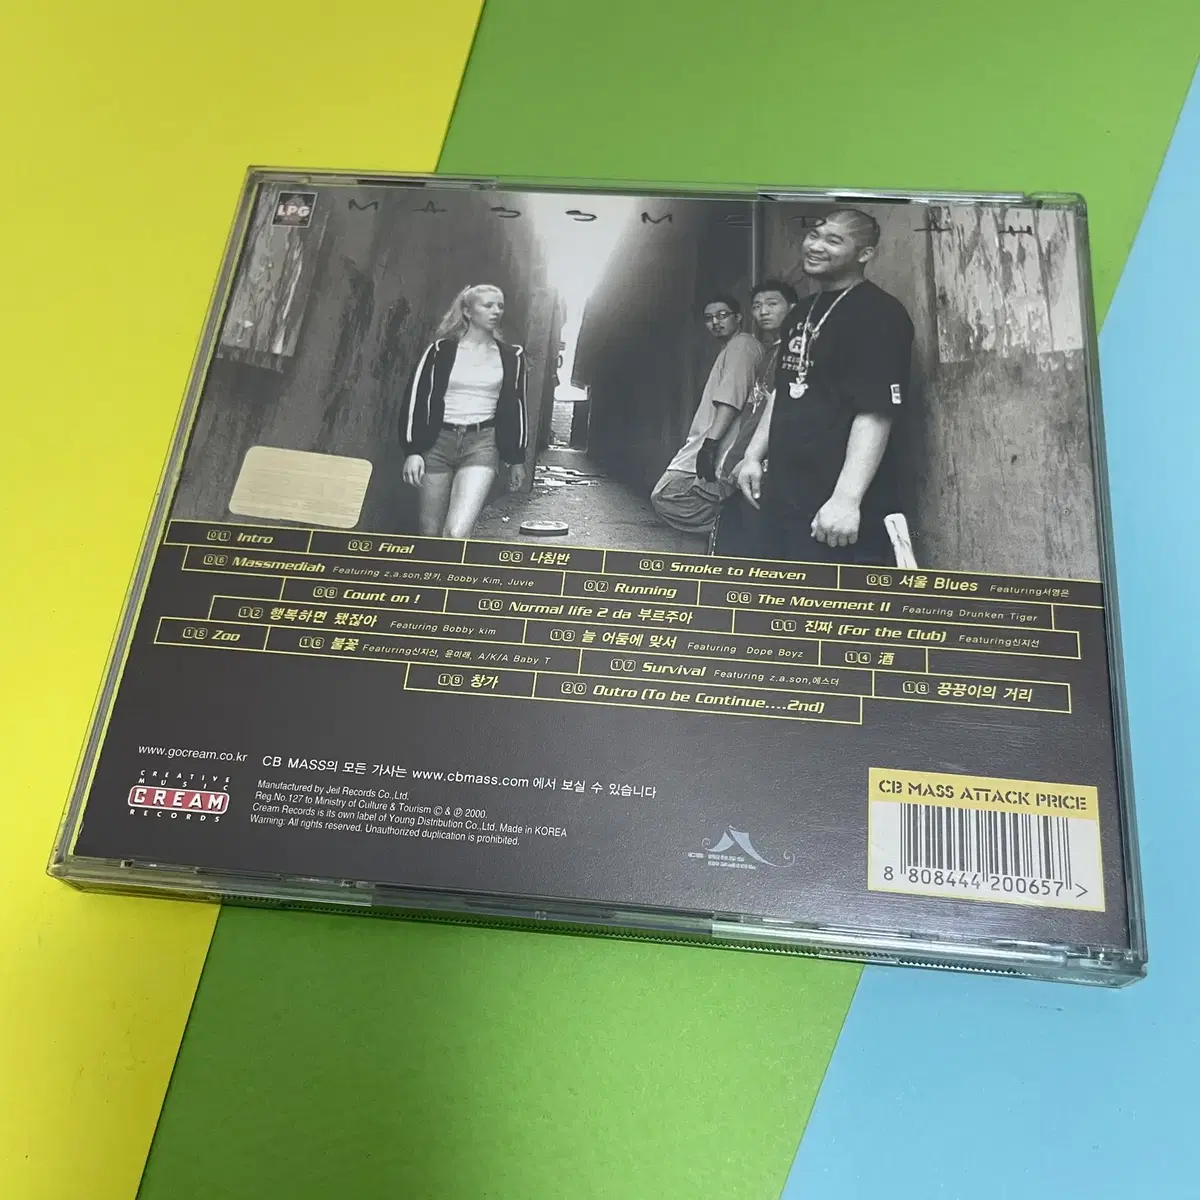 LPG
MASSMEDIAH
01 Intro
02 Final
03 나침반
04 Smoke to Heaven
05 서울 Blues Featuring서영은
06 Massmediah Featuring z.a.son,양키, Bobby Kim, Juvie
07 Running
08 The Movement II Featuring Drunken Tiger
09 Count on !
10 Normal life 2 da 부르주아
11 진짜 (For the Club) Featuring신지선
12 행복하면 됐잖아 Featuring Bobby kim
13 늘 어둠에 맞서 Featuring Dope Boyz
14 酒
15 Zoo
16 불꽃 Featuring신지선, 윤미래, A/K/A Baby T
17 Survival Featuring z.a.son,에스더
18 끙끙이의 거리
19 창가
20 Outro (To be Continue....2nd)
www.gocream.co.kr
CB MASS의 모든 가사는 www.cbmass.com 에서 보실 수 있습니다
CREATIVE
MUSIC
CREAM
RECORDS
Manufactured by Jeil Records Co.,Ltd.
Reg.No.127 to Ministry of Culture & Tourism © & ℗ 2000.
Cream Records is its own label of Young Distribution Co.,Ltd. Made in KOREA
Warning: All rights reserved. Unauthorized duplication is prohibited.
CB MASS
CB MASS ATTACK PRICE
8 808444 200657 >